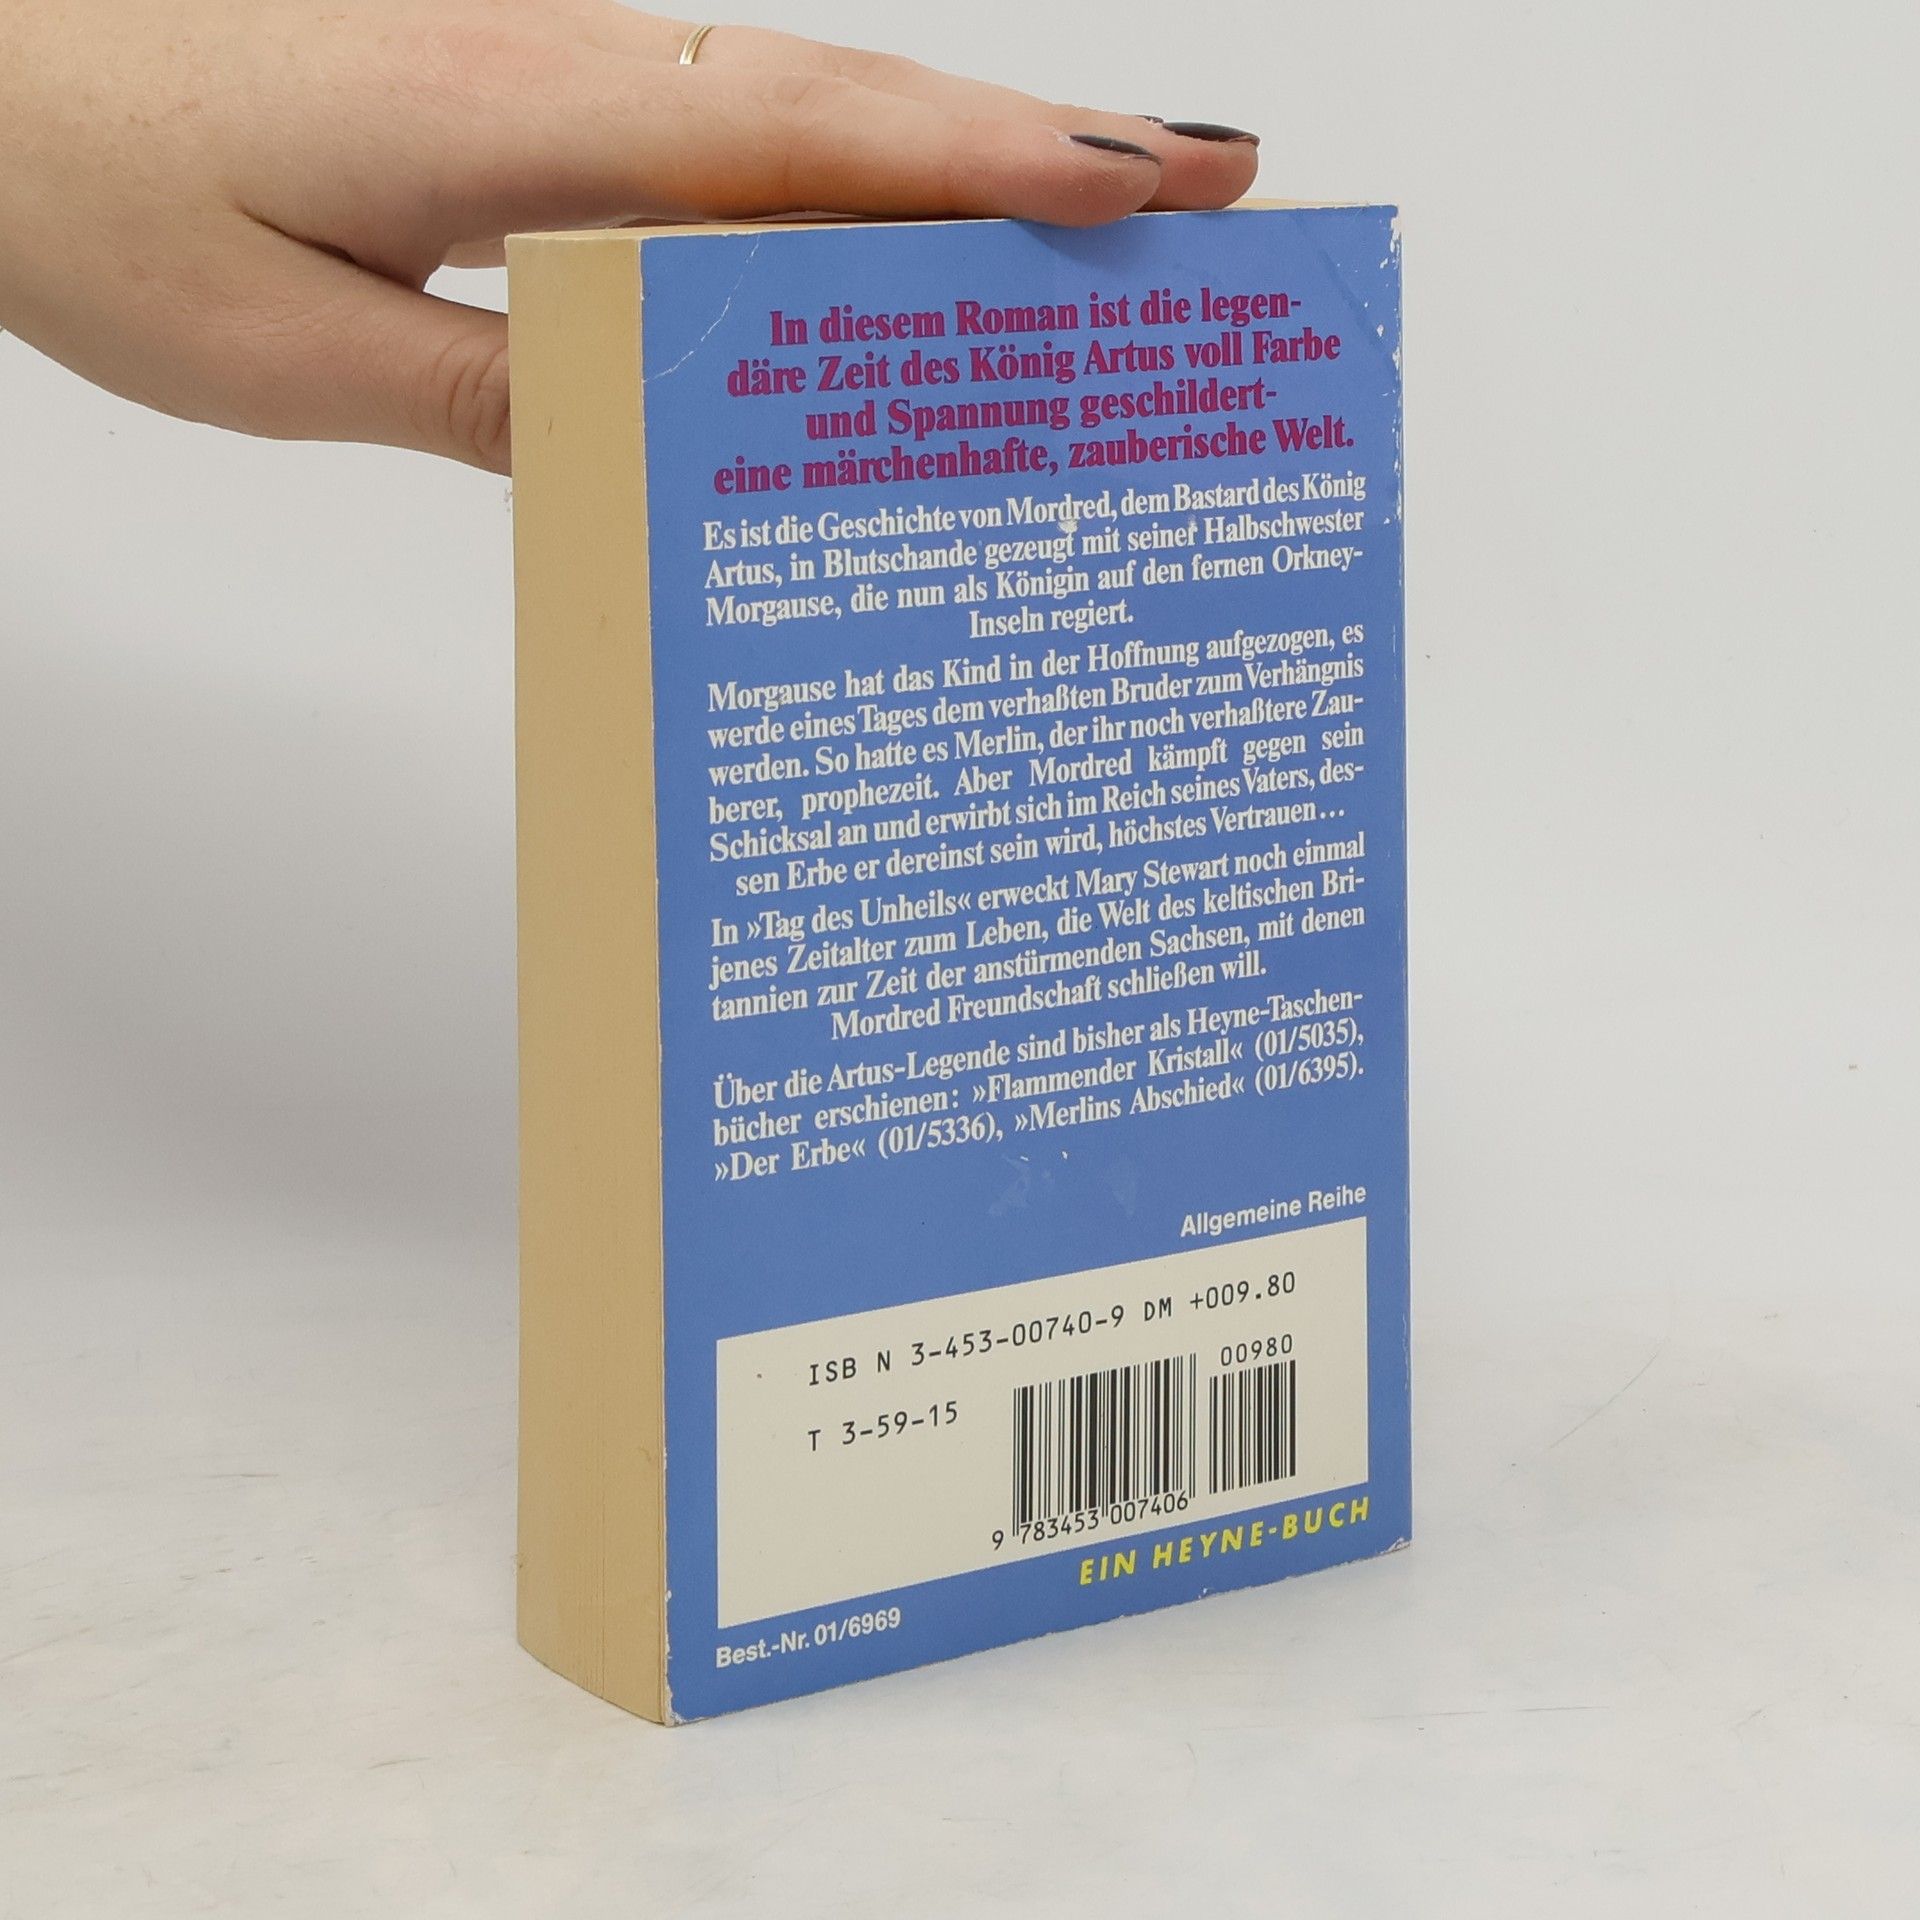 In diesem Roman ist die legen-
däre Zeit des König Artus voll Farbe
und Spannung geschildert-
eine märchenhafte, zauberische Welt.
Es ist die Geschichte von Mordred, dem Bastard des König
Artus, in Blutschande gezeugt mit seiner Halbschwester
Morgause, die nun als Königin auf den fernen Orkney-
Inseln regiert.
Morgause hat das Kind in der Hoffnung aufgezogen, es
werde eines Tages dem verhaßten Bruder zum Verhängnis
werden. So hatte es Merlin, der ihr noch verhaßtere Zau-
berer, prophezeit. Aber Mordred kämpft gegen sein
Schicksal an und erwirbt sich im Reich seines Vaters, des-
sen Erbe er dereinst sein wird, höchstes Vertrauen...
In »Tag des Unheils« erweckt Mary Stewart noch einmal
jenes Zeitalter zum Leben, die Welt des keltischen Bri-
tannien zur Zeit der anstürmenden Sachsen, mit denen
Mordred Freundschaft schließen will.
Über die Artus-Legende sind bisher als Heyne-Taschen-
bücher erschienen: »Flammender Kristall« (01/5035),
»Der Erbe« (01/5336), »Merlins Abschied« (01/6395).
Allgemeine Reihe
ISB N 3-453-00740-9 DM +009.80
00980
T 3-59-15
9 783453 007406
EIN HEYNE-BUCH
Best.-Nr. 01/6969